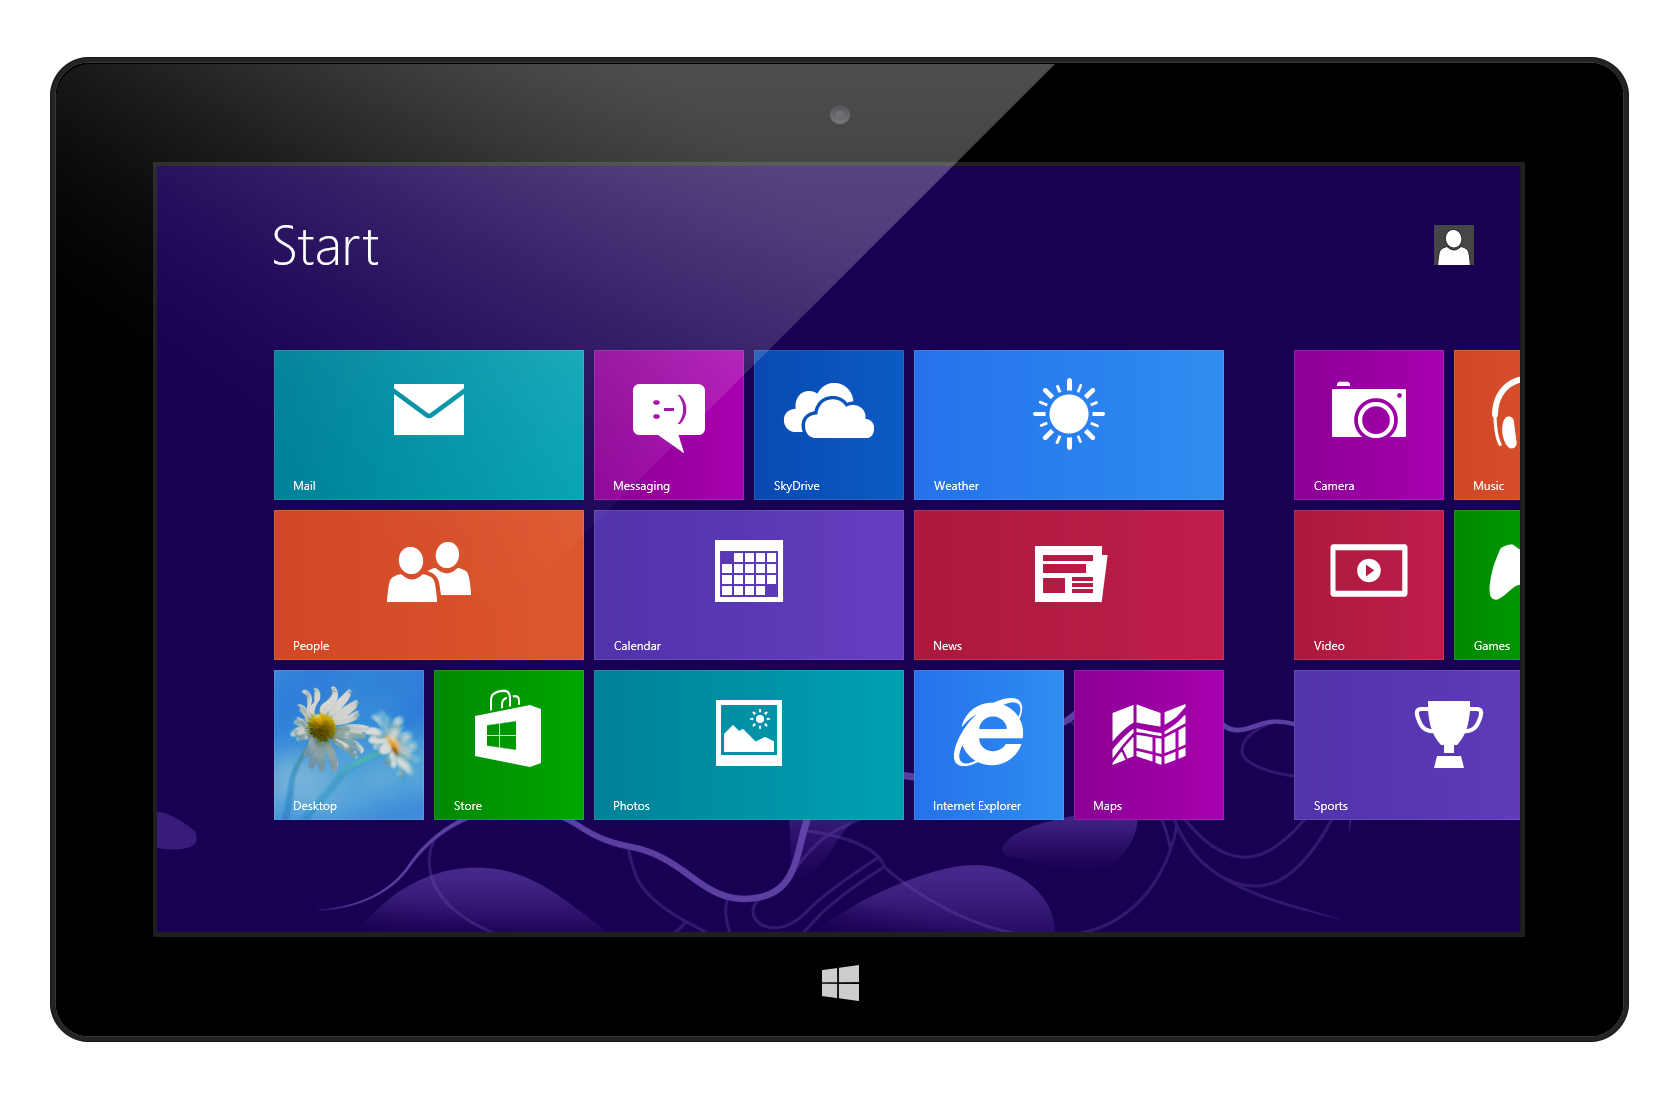 Start
Mail
Messaging
SkyDrive
Weather
Camera
Music
People
Calendar
News
Video
Games
Desktop
Store
Photos
Internet Explorer
Maps
Sports